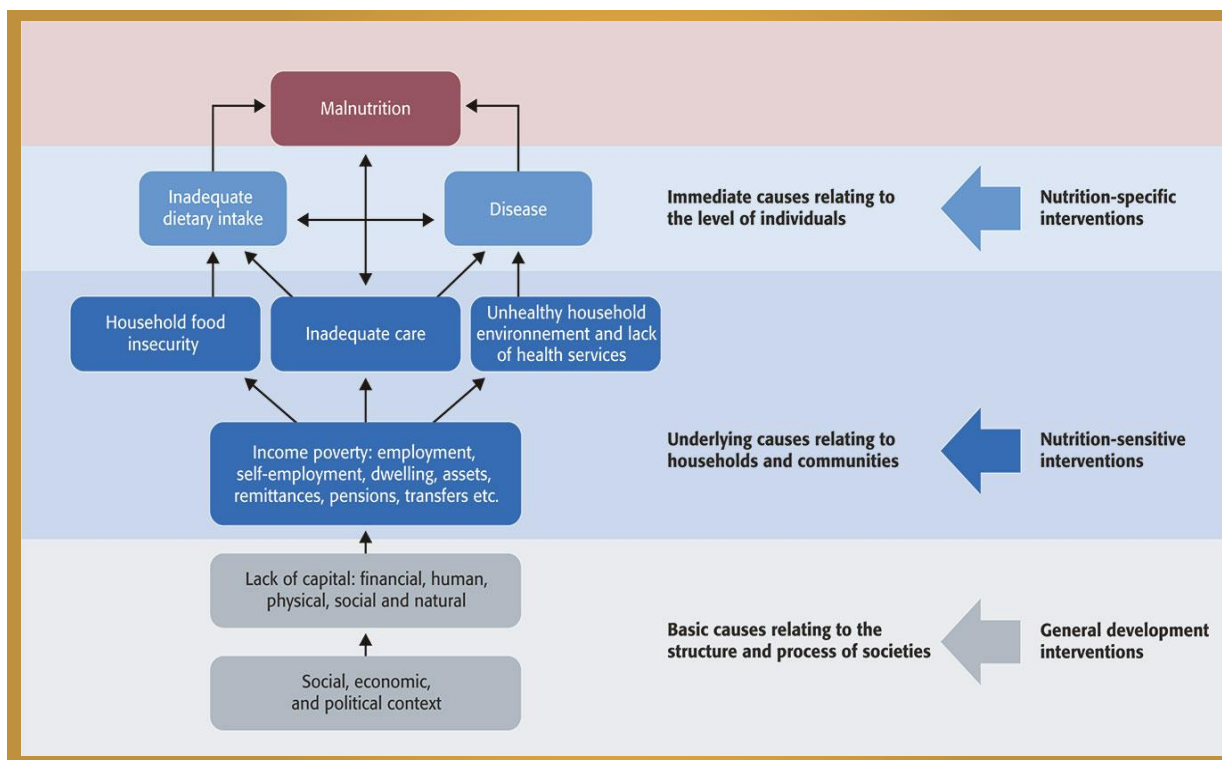 Malnutrition
Inadequate
dietary intake
Disease
Immediate causes relating to
the level of individuals
Nutrition-specific
interventions
Household food
insecurity
Inadequate care
Unhealthy household
environnement and lack
of health services
Income poverty: employment,
self-employment, dwelling, assets,
remittances, pensions, transfers etc.
Underlying causes relating to
households and communities
Nutrition-sensitive
interventions
Lack of capital: financial, human,
physical, social and natural
Social, economic,
and political context
Basic causes relating to the
structure and process of societies
General development
interventions